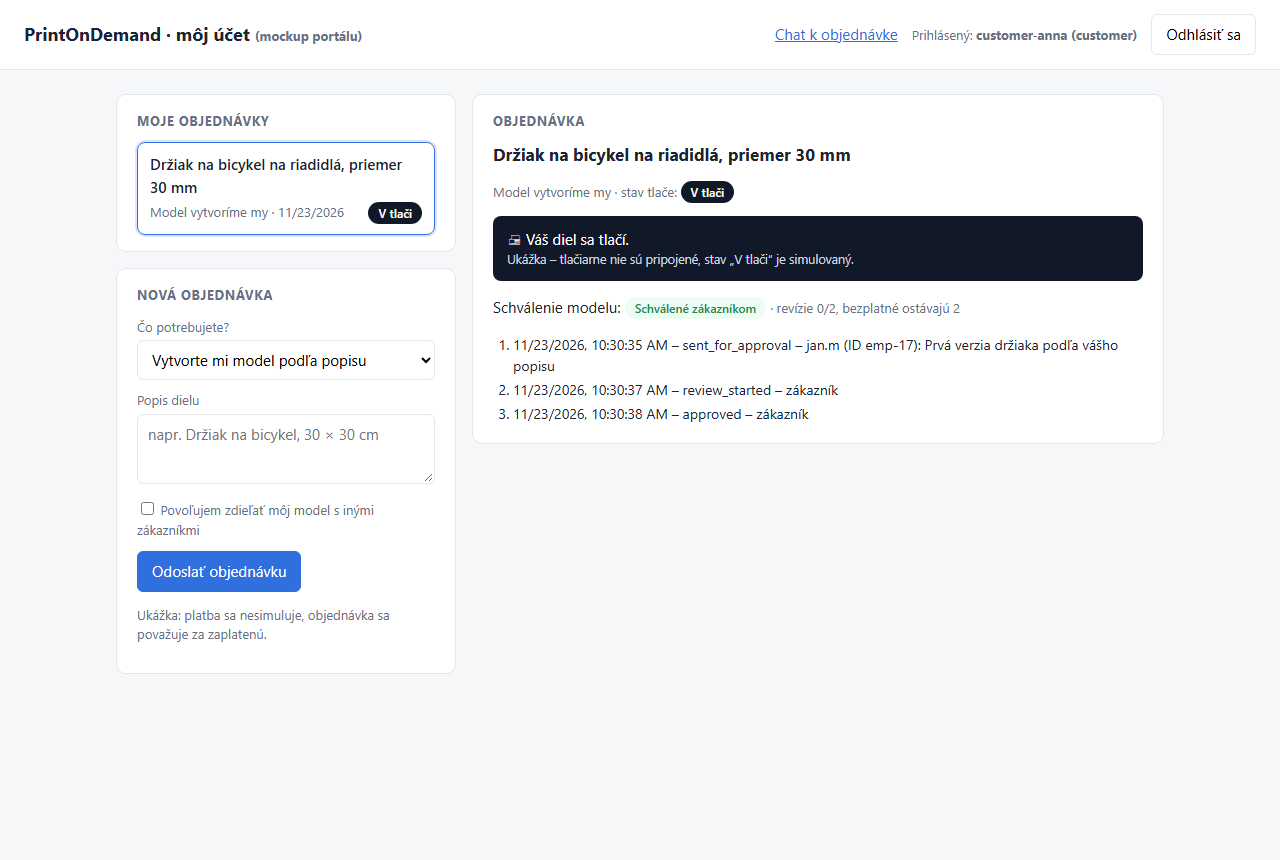 PrintOnDemand · môj účet (mockup portálu)
Chat k objednávke
Prihlásený: customer-anna (customer)
Odhlásiť sa
MOJE OBJEDNÁVKY
Držiak na bicykel na riadidlá, priemer
30 mm
Model vytvoríme my · 11/23/2026
V tlači
NOVÁ OBJEDNÁVKA
Čo potrebujete?
Vytvorte mi model podľa popisu
Popis dielu
napr. Držiak na bicykel, 30 × 30 cm
Povoľujem zdieľať môj model s inými
zákazníkmi
Odoslať objednávku
Ukážka: platba sa nesimuluje, objednávka sa
považuje za zaplatenú.
OBJEDNÁVKA
Držiak na bicykel na riadidlá, priemer 30 mm
Model vytvoríme my · stav tlače: V tlači
Váš diel sa tlačí.
Ukážka – tlačiarne nie sú pripojené, stav „V tlači“ je simulovaný.
Schválenie modelu: Schválené zákazníkom · revízie 0/2, bezplatné ostávajú 2
1. 11/23/2026, 10:30:35 AM – sent_for_approval – jan.m (ID emp-17): Prvá verzia držiaka podľa vášho
popisu
2. 11/23/2026, 10:30:37 AM – review_started – zákazník
3. 11/23/2026, 10:30:38 AM – approved – zákazník